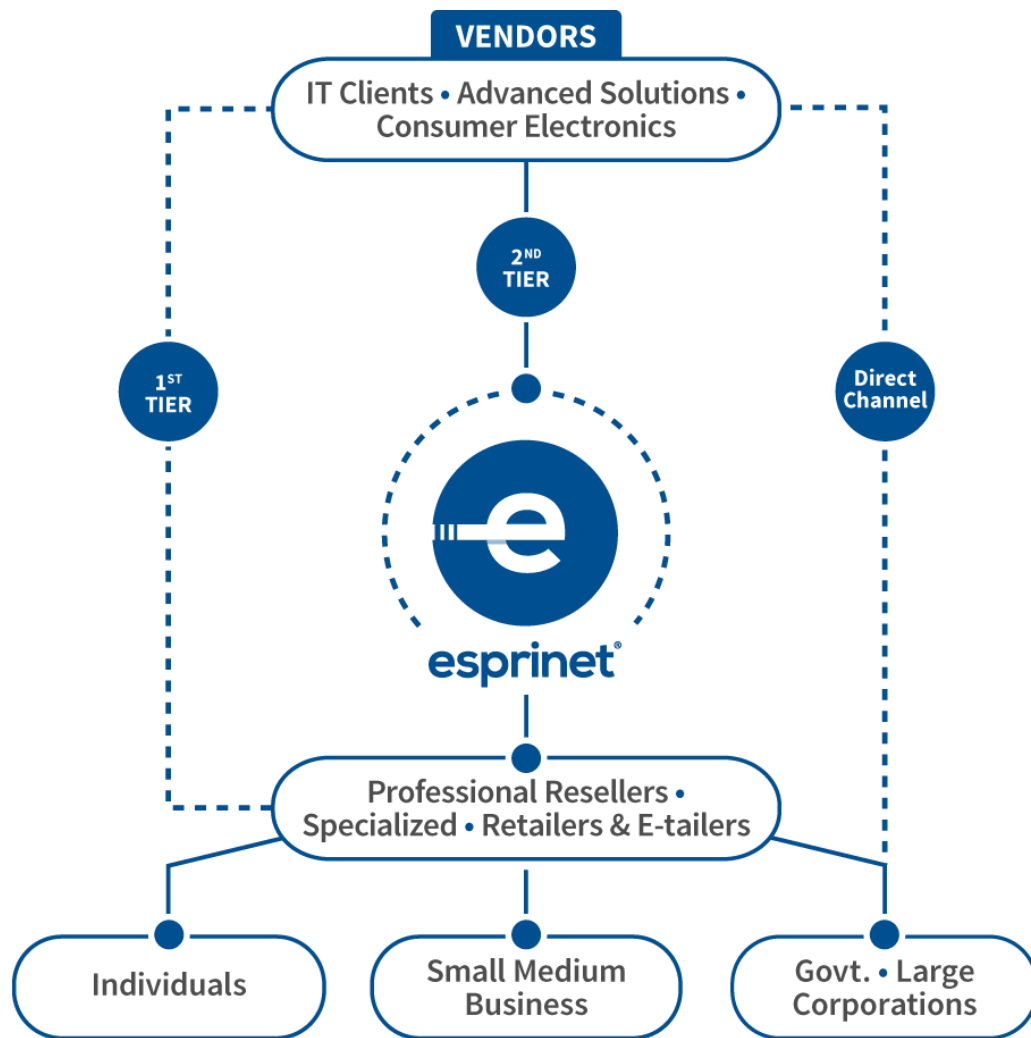 VENDORS
IT Clients • Advanced Solutions •
Consumer Electronics
2ND
TIER
1ST
TIER
Direct
Channel
e
esprinet®
Professional Resellers •
Specialized • Retailers & E-tailers
Individuals
Small Medium
Business
Govt. • Large
Corporations